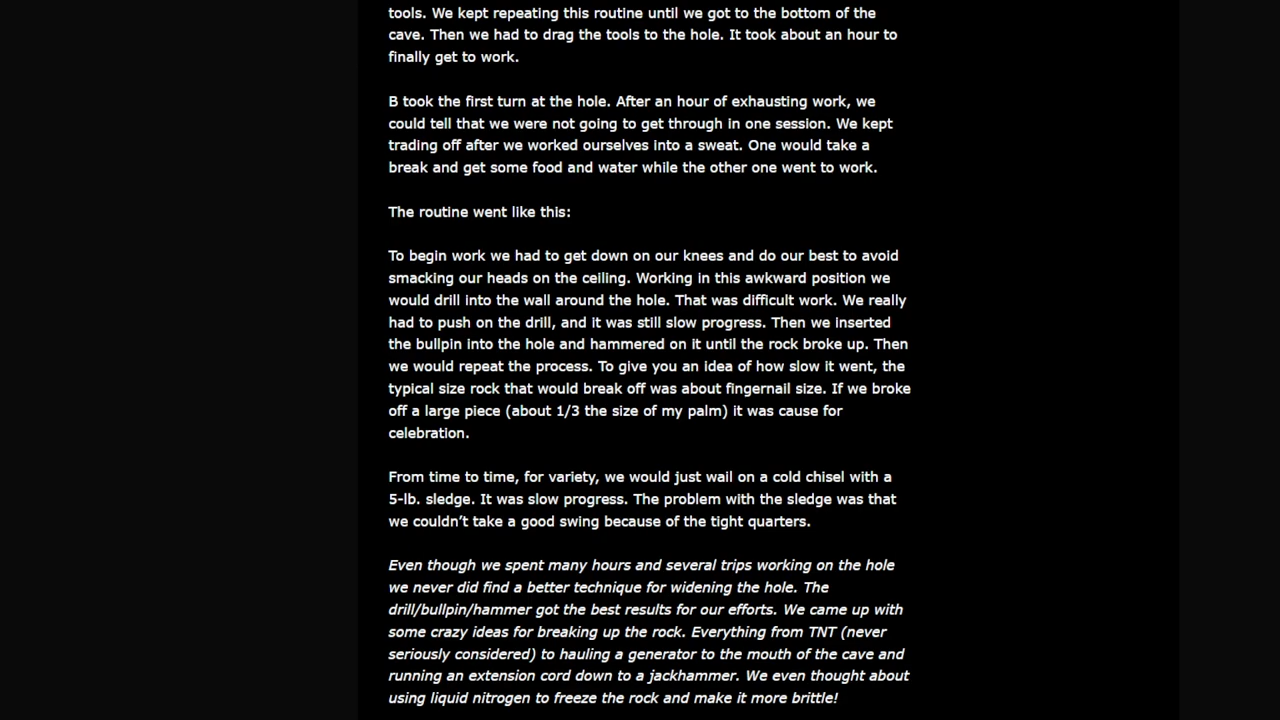 tools. We kept repeating this routine until we got to the bottom of the
cave. Then we had to drag the tools to the hole. It took about an hour to
finally get to work.
B took the first turn at the hole. After an hour of exhausting work, we
could tell that we were not going to get through in one session. We kept
trading off after we worked ourselves into a sweat. One would take a
break and get some food and water while the other one went to work.
The routine went like this:
To begin work we had to get down on our knees and do our best to avoid
smacking our heads on the ceiling. Working in this awkward position we
would drill into the wall around the hole. That was difficult work. We really
had to push on the drill, and it was still slow progress. Then we inserted
the bullpin into the hole and hammered on it until the rock broke up. Then
we would repeat the process. To give you an idea of how slow it went, the
typical size rock that would break off was about fingernail size. If we broke
off a large piece (about 1/3 the size of my palm) it was cause for
celebration.
From time to time, for variety, we would just wail on a cold chisel with a
5-lb. sledge. It was slow progress. The problem with the sledge was that
we couldn’t take a good swing because of the tight quarters.
Even though we spent many hours and several trips working on the hole
we never did find a better technique for widening the hole. The
drill/bullpin/hammer got the best results for our efforts. We came up with
some crazy ideas for breaking up the rock. Everything from TNT (never
seriously considered) to hauling a generator to the mouth of the cave and
running an extension cord down to a jackhammer. We even thought about
using liquid nitrogen to freeze the rock and make it more brittle!